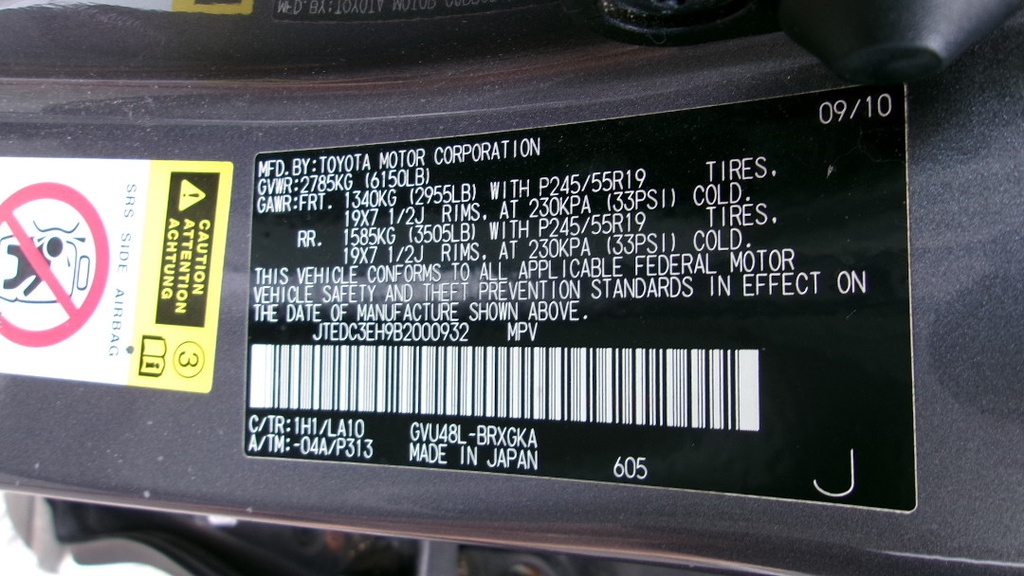 09/10
MFD.BY:TOYOTA MOTOR CORPORATION
GVWR:2785KG (6150LB)
GAWR:FRT. 1340KG (2955LB) WITH P245/55R19 TIRES,
19X7 1/2J RIMS, AT 230KPA (33PSI) COLD.
RR. 1585KG (3505LB) WITH P245/55R19 TIRES,
19X7 1/2J RIMS, AT 230KPA (33PSI) COLD.
THIS VEHICLE CONFORMS TO ALL APPLICABLE FEDERAL MOTOR
VEHICLE SAFETY AND THEFT PREVENTION STANDARDS IN EFFECT ON
THE DATE OF MANUFACTURE SHOWN ABOVE.
JTEDC3EH9B2000932 MPV
C/TR:1H1/LA10 GVU48L-BRXGKA
A/TM:-04A/P313 MADE IN JAPAN 605
J
CAUTION
ATTENTION
ACHTUNG
SRS SIDE AIRBAG
3